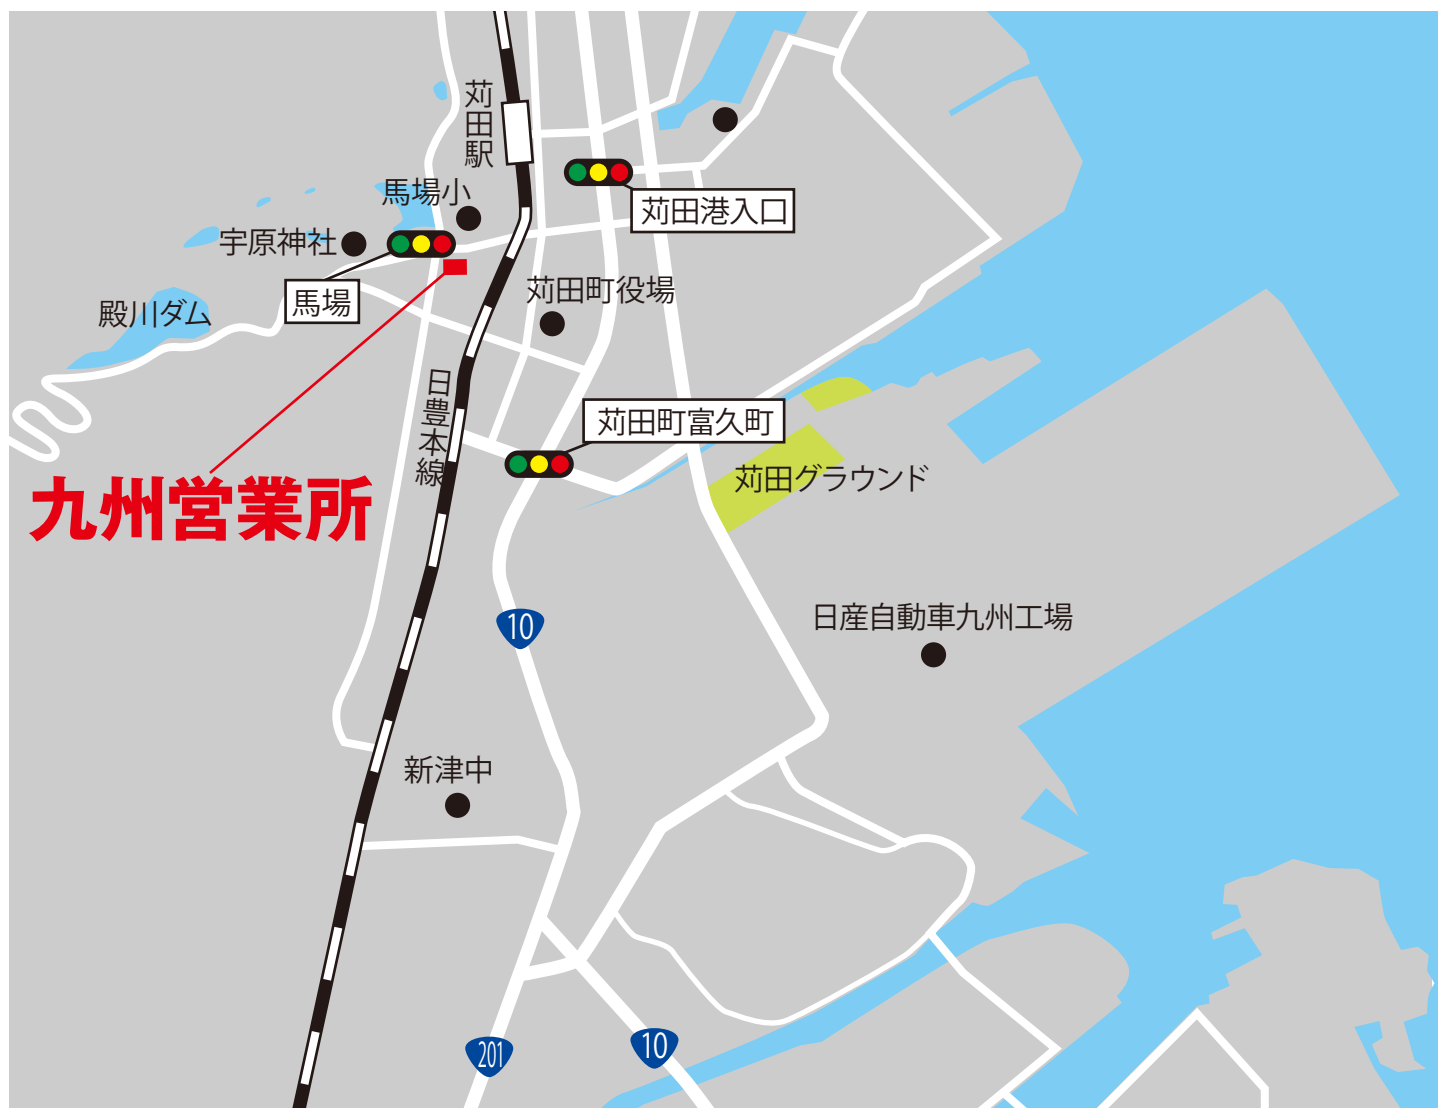 苅田駅
馬場小
苅田港入口
宇原神社
馬場
殿川ダム
苅田町役場
日豊本線
苅田町富久町
苅田グラウンド
九州営業所
10
日産自動車九州工場
新津中
201
10